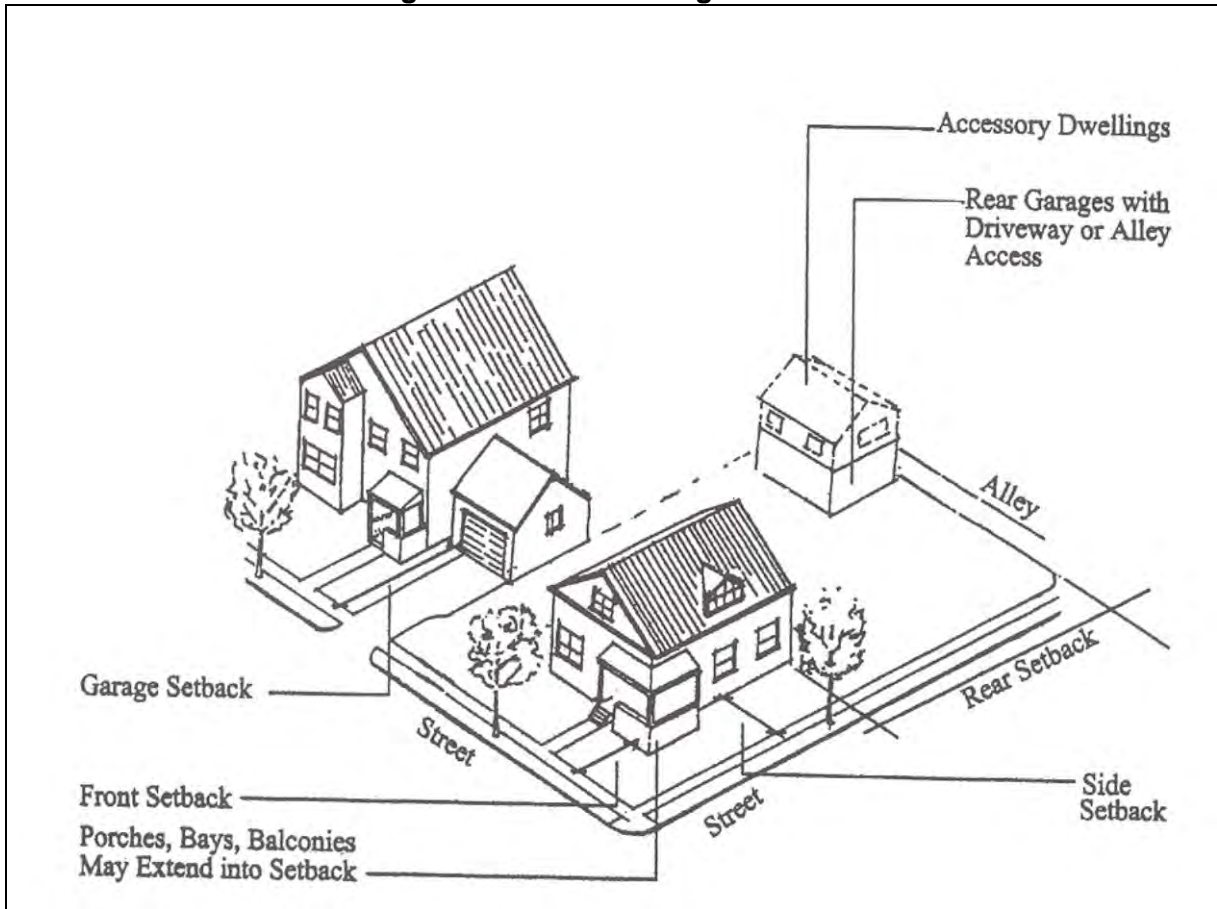 Accessory Dwellings
Rear Garages with
Driveway or Alley
Access
Alley
Garage Setback
Street
Rear Setback
Front Setback
Street
Side
Setback
Porches, Bays, Balconies
May Extend into Setback